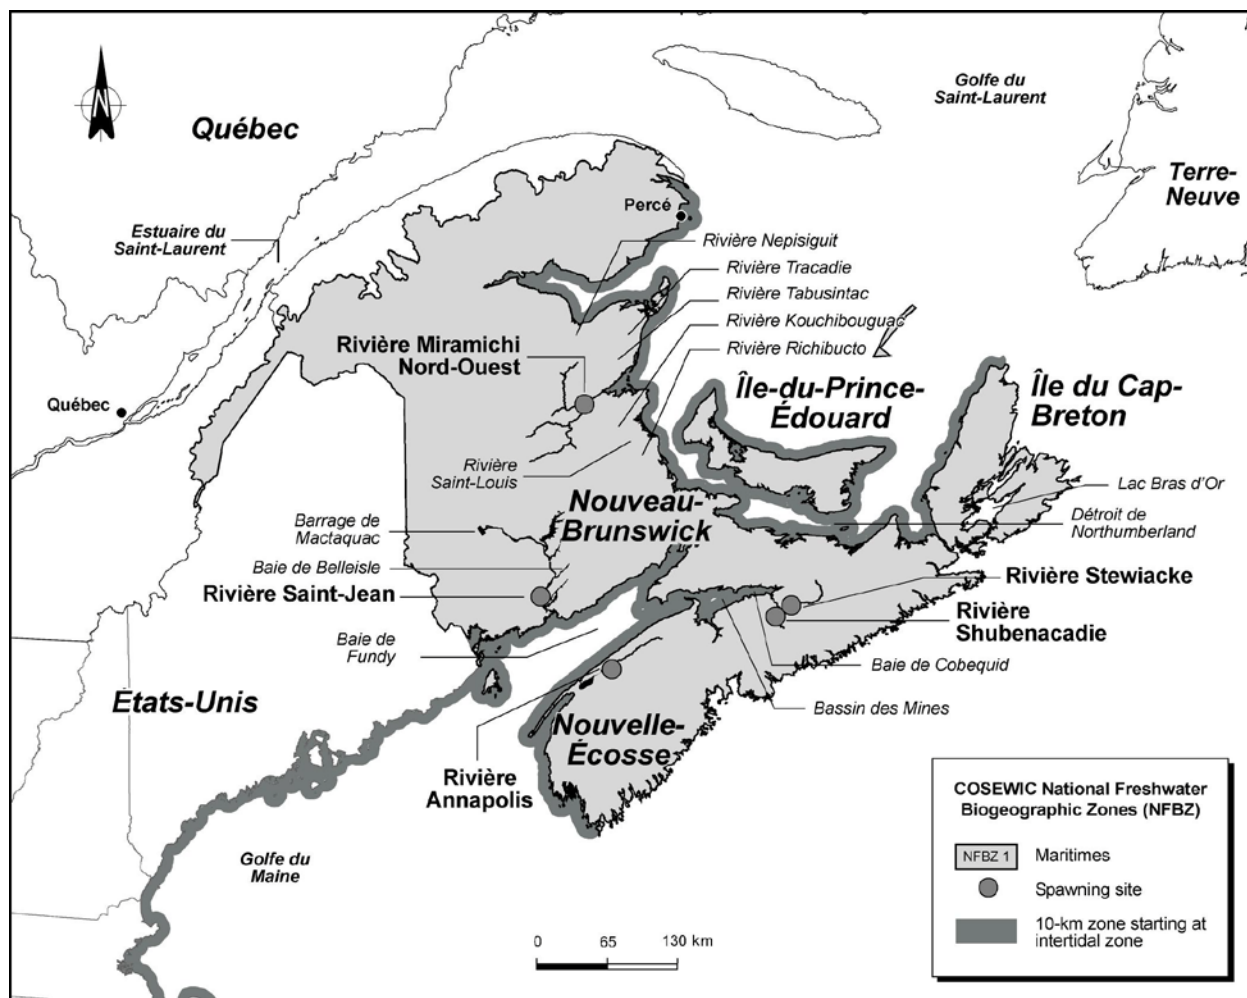 Golfe du
Saint-Laurent
N
Québec
Terre-
Neuve
Percé
Estuaire du
Saint-Laurent
Rivière Nepisiguit
Rivière Tracadie
Rivière Tabusintac
Rivière Kouchibouguac
Rivière Richibucto
Rivière Miramichi
Nord-Ouest
Île-du-Prince-
Édouard
Île du Cap-
Breton
Québec
Rivière
Saint-Louis
Lac Bras d'Or
Nouveau-
Brunswick
Détroit de
Northumberland
Barrage de
Mactaquac
Baie de Belleisle
Rivière Saint-Jean
Rivière Stewiacke
Rivière
Shubenacadie
Baie de
Fundy
Baie de Cobequid
États-Unis
Bassin des Mines
Nouvelle-
Écosse
Rivière
Annapolis
Golfe du
Maine
COSEWIC National Freshwater
Biogeographic Zones (NFBZ)
NFBZ 1 Maritimes
Spawning site
10-km zone starting at
intertidal zone
0 65 130 km